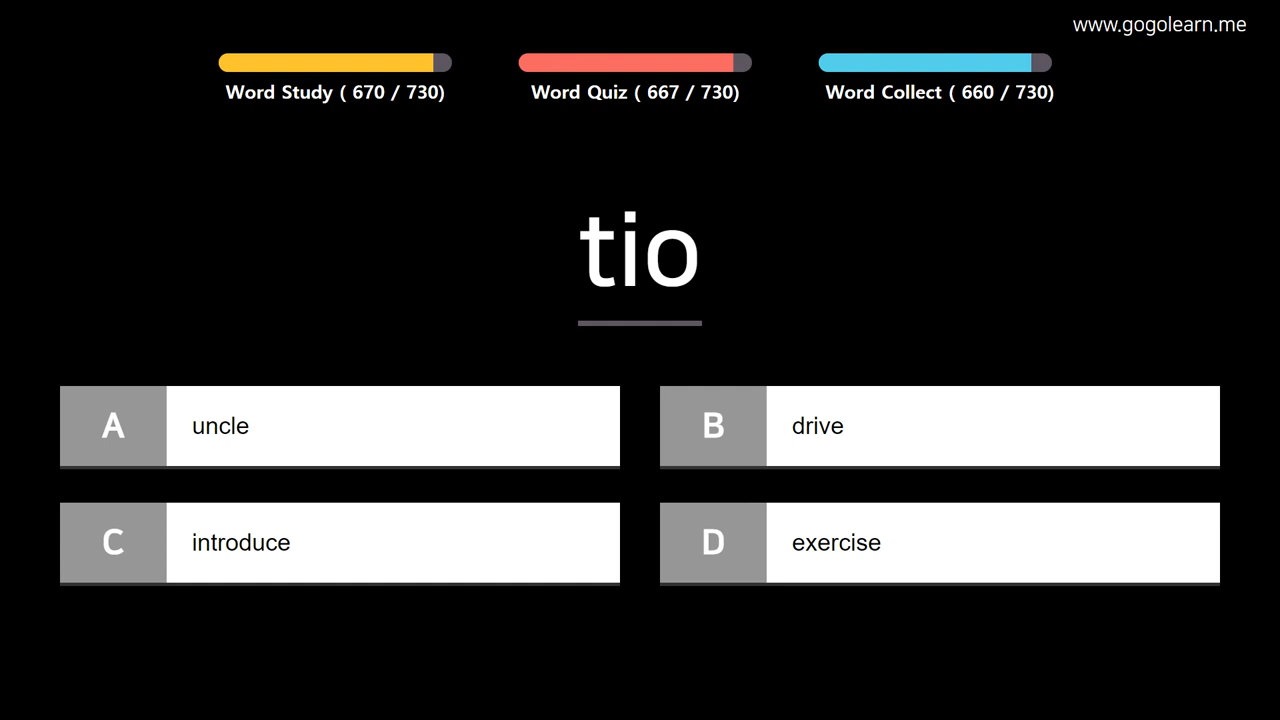 www.gogolearn.me
Word Study ( 670 / 730)
Word Quiz ( 667 / 730)
Word Collect ( 660 / 730)
tio
A uncle
B drive
C introduce
D exercise